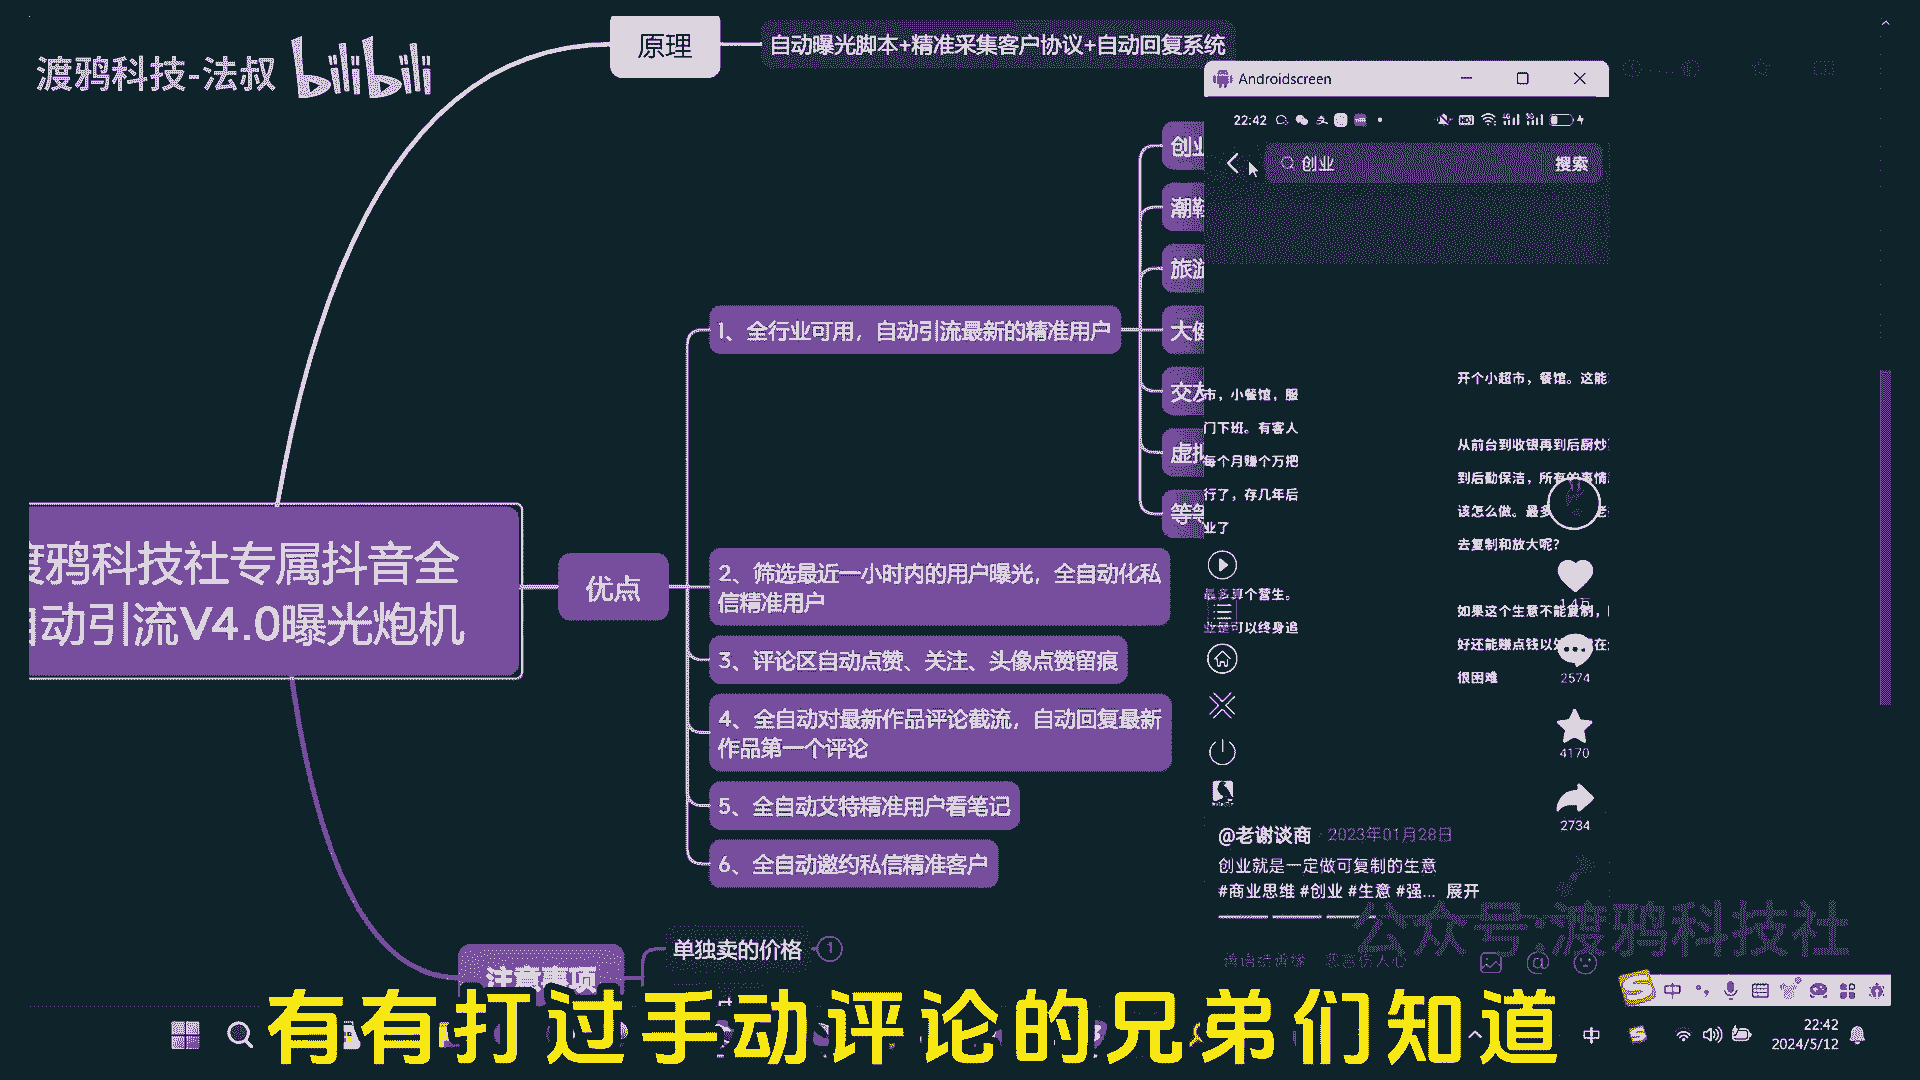 渡鸦科技-法叔 bilibili
原理
自动曝光脚本+精准采集客户协议+自动回复系统
Androidscreen
22:42
创业
搜索
创业
潮鞋
旅游
大健
交友
虚拟
等等
1、全行业可用，自动引流最新的精准用户
2、筛选最近一小时内的用户曝光，全自动化私
信精准用户
3、评论区自动点赞、关注、头像点赞留痕
4、全自动对最新作品评论截流，自动回复最新
作品第一个评论
5、全自动艾特精准用户看笔记
6、全自动邀约私信精准客户
优点
渡鸦科技社专属抖音全
自动引流V4.0曝光炮机
注意事项
单独卖的价格 1
市，小餐馆，服
门下班。有客人
每个月赚个万把
行了，存几年后
业了
最多算个营生。
业是可以终身追
开个小超市，餐馆。这能
从前台到收银再到后厨炒
到后勤保洁，所有的事情
该怎么做。最多
去复制和放大呢?
如果这个生意不能复制，
好还能赚点钱以
很困难
1.4万
2574
4170
2734
@老谢谈商 · 2023年01月28日
创业就是一定做可复制的生意
#商业思维 #创业 #生意 #强... 展开
公众号:渡鸦科技社
中
有有打过手动评论的兄弟们知道
中
22:42
2024/5/12